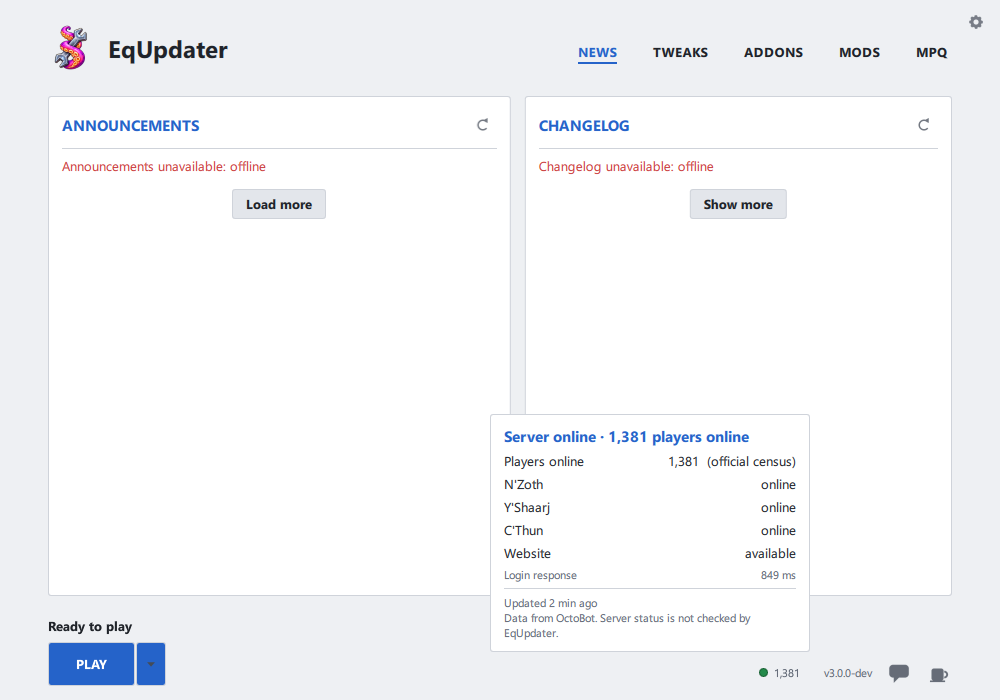 EqUpdater
NEWS
TWEAKS
ADDONS
MODS
MPQ
ANNOUNCEMENTS
Announcements unavailable: offline
Load more
CHANGELOG
Changelog unavailable: offline
Show more
Server online · 1,381 players online
Players online 1,381 (official census)
N'Zoth online
Y'Shaarj online
C'Thun online
Website available
Login response 849 ms
Updated 2 min ago
Data from OctoBot. Server status is not checked by
EqUpdater.
Ready to play
PLAY
1,381
v3.0.0-dev